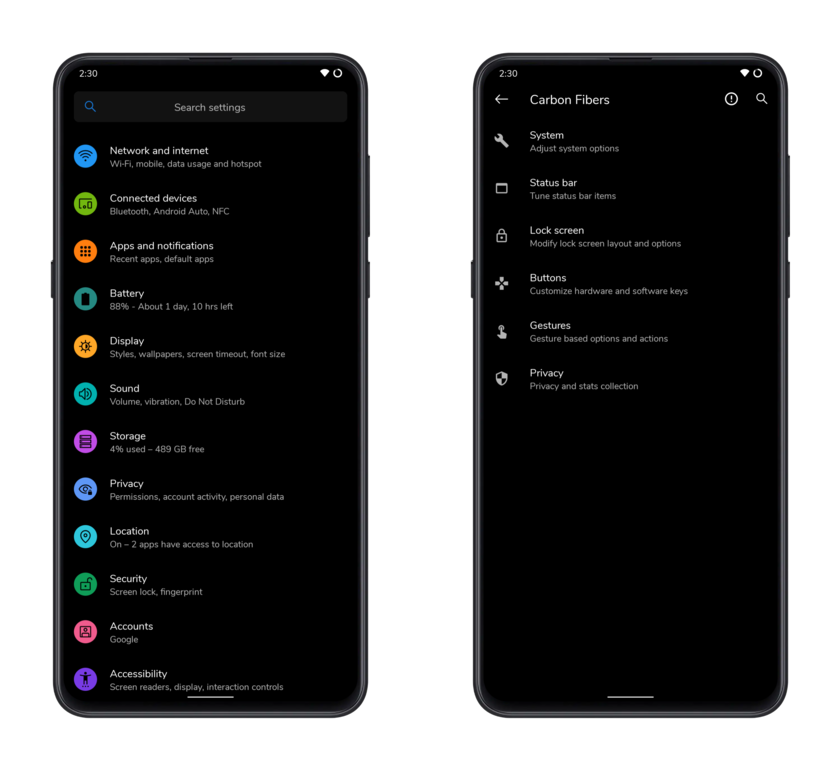 2:30
Search settings
Network and internet
Wi-Fi, mobile, data usage and hotspot
Connected devices
Bluetooth, Android Auto, NFC
Apps and notifications
Recent apps, default apps
Battery
88% - About 1 day, 10 hrs left
Display
Styles, wallpapers, screen timeout, font size
Sound
Volume, vibration, Do Not Disturb
Storage
4% used – 489 GB free
Privacy
Permissions, account activity, personal data
Location
On – 2 apps have access to location
Security
Screen lock, fingerprint
Accounts
Google
Accessibility
Screen readers, display, interaction controls
2:30
Carbon Fibers
System
Adjust system options
Status bar
Tune status bar items
Lock screen
Modify lock screen layout and options
Buttons
Customize hardware and software keys
Gestures
Gesture based options and actions
Privacy
Privacy and stats collection